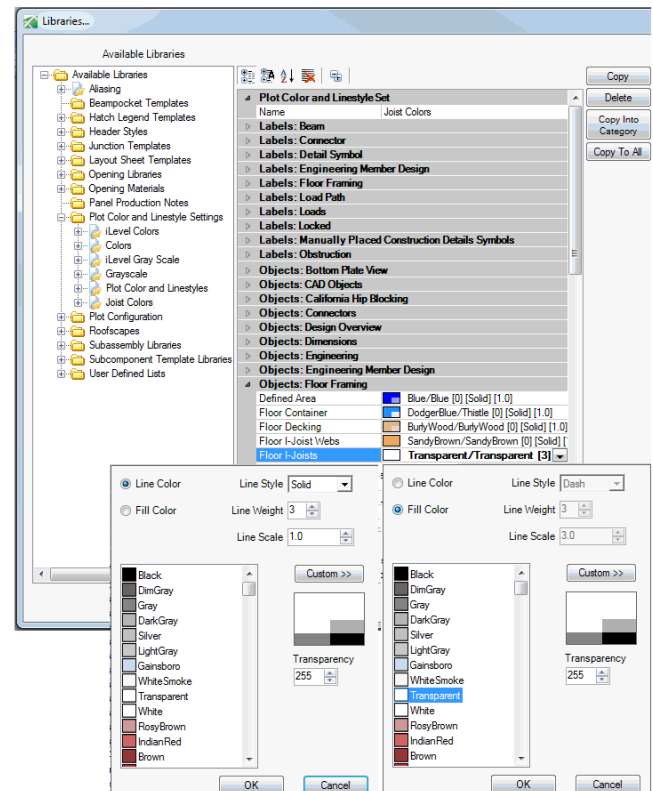 Libraries...
Available Libraries
Available Libraries
Aliasing
Beampocket Templates
Hatch Legend Templates
Header Styles
Junction Templates
Layout Sheet Templates
Opening Libraries
Opening Materials
Panel Production Notes
Plot Color and Linestyle Settings
iLevel Colors
Colors
iLevel Gray Scale
Grayscale
Plot Color and Linestyles
Joist Colors
Plot Configuration
Roofscapes
Subassembly Libraries
Subcomponent Template Libraries
User Defined Lists
Plot Color and Linestyle Set
Name Joist Colors
Labels: Beam
Labels: Connector
Labels: Detail Symbol
Labels: Engineering Member Design
Labels: Floor Framing
Labels: Load Path
Labels: Loads
Labels: Locked
Labels: Manually Placed Construction Details Symbols
Labels: Obstruction
Objects: Bottom Plate View
Objects: CAD Objects
Objects: California Hip Blocking
Objects: Connectors
Objects: Design Overview
Objects: Dimensions
Objects: Engineering
Objects: Engineering Member Design
Objects: Floor Framing
Defined Area Blue/Blue [0] [Solid] [1.0]
Floor Container DodgerBlue/Thistle [0] [Solid] [1.0]
Floor Decking BurlyWood/BurlyWood [0] [Solid] [1.0]
Floor I-Joist Webs SandyBrown/SandyBrown [0] [Solid] [
Floor I-Joists Transparent/Transparent [3]
Copy
Delete
Copy Into
Category
Copy To All
Line Color Line Style Solid
Fill Color Line Weight 3
Line Scale 1.0
Black
DimGray
Gray
DarkGray
Silver
LightGray
Gainsboro
WhiteSmoke
Transparent
White
RosyBrown
IndianRed
Brown
Custom >>
Transparency
255
OK Cancel
Line Color Line Style Dash
Fill Color Line Weight 3
Line Scale 3.0
Black
DimGray
Gray
DarkGray
Silver
LightGray
Gainsboro
WhiteSmoke
Transparent
White
RosyBrown
IndianRed
Brown
Custom >>
Transparency
255
OK Cancel